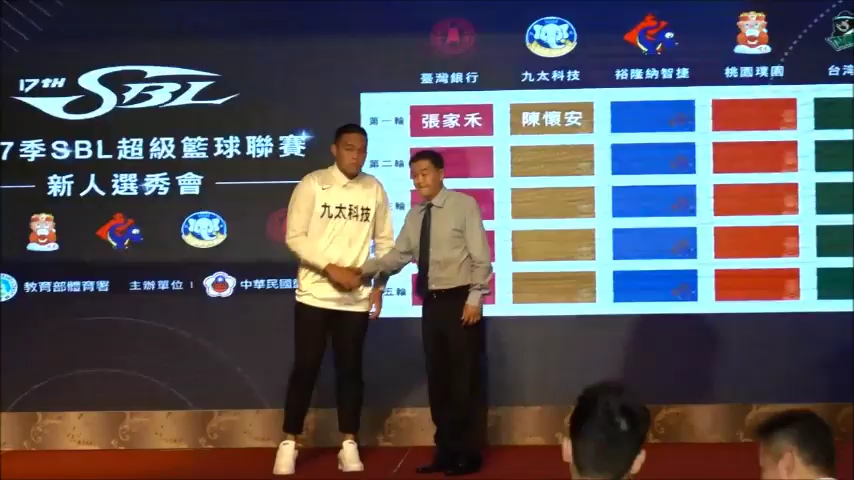 17TH
SBL
7季SBL超級籃球聯賽
新人選秀會
教育部體育署
主辦單位：
中華民國
臺灣銀行
九太科技
裕隆納智捷
桃園璞園
台灣
第一輪
張家禾
陳懷安
第二輪
輪
五輪
九太科技